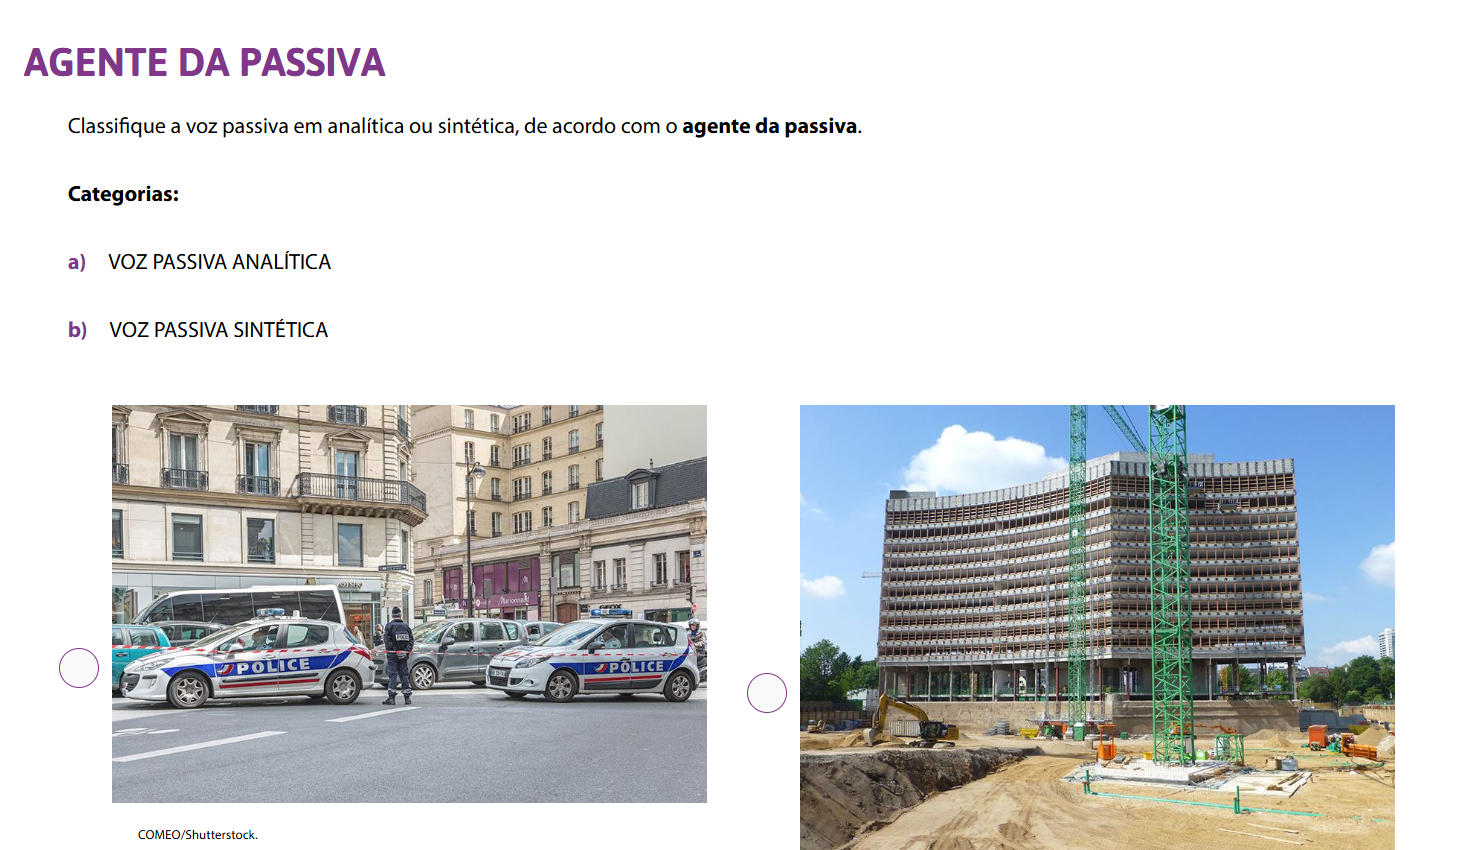 AGENTE DA PASSIVA
Classifique a voz passiva em analítica ou sintética, de acordo com o agente da passiva.
Categorias:
a) VOZ PASSIVA ANALÍTICA
b) VOZ PASSIVA SINTÉTICA
POLICE
POLICE
COMEO/Shutterstock.